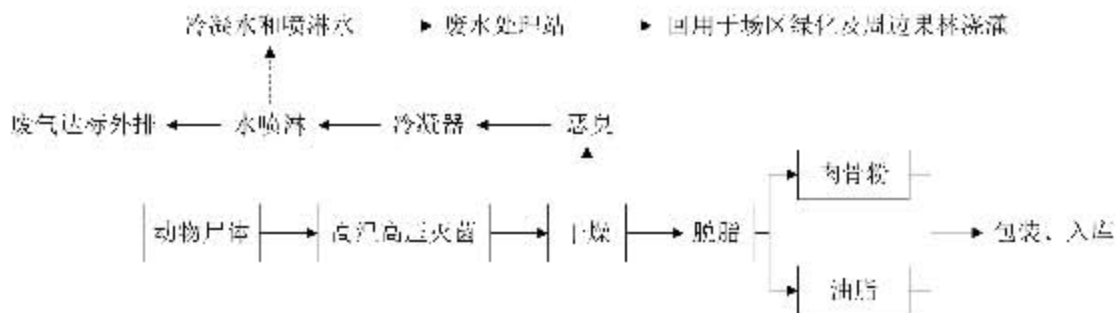 冷凝水和喷淋水 废水处理站 回用于场区绿化及周边果林浇灌
废气达标外排 水喷淋 冷凝器 恶臭
肉骨粉
动物尸体 高温高压灭菌 干燥 脱脂 包装、入库
油脂